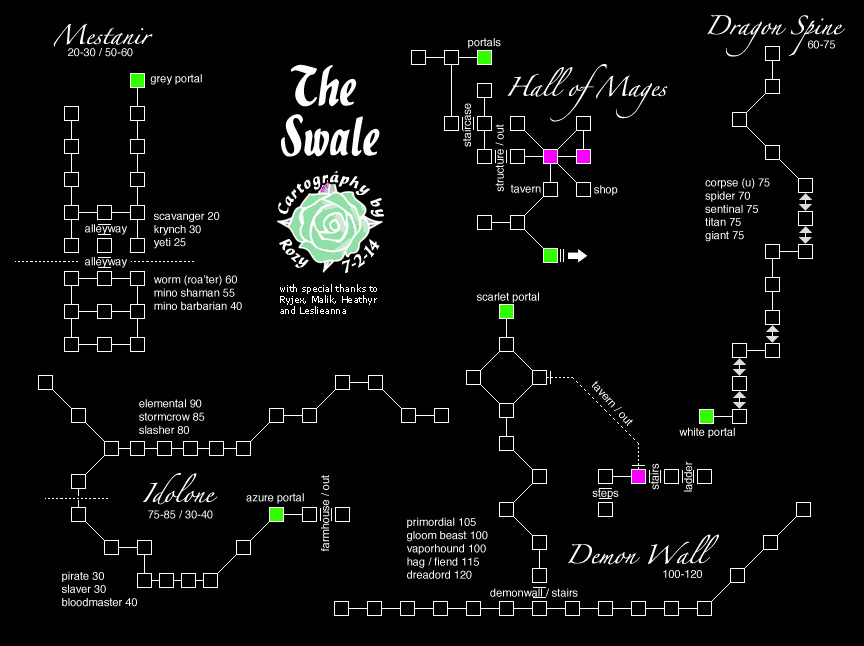 Mestanir
20-30 / 50-60
grey portal
alleyway
scavanger 20
krynch 30
yeti 25
alleyway
worm (roa'ter) 60
mino shaman 55
mino barbarian 40
The
Swale
Cartography by
Rozy 7-2-14
with special thanks to
Ryjex, Malik, Heathyr
and Leslieanna
portals
Hall of Mages
staircase
structure / out
tavern
shop
Dragon Spine
60-75
corpse (u) 75
spider 70
sentinal 75
titan 75
giant 75
white portal
scarlet portal
tavern / out
stairs
ladder
steps
elemental 90
stormcrow 85
slasher 80
Idolone
75-85 / 30-40
azure portal
farmhouse / out
pirate 30
slaver 30
bloodmaster 40
primordial 105
gloom beast 100
vaporhound 100
hag / fiend 115
dreadord 120
Demon Wall
100-120
demonwall / stairs